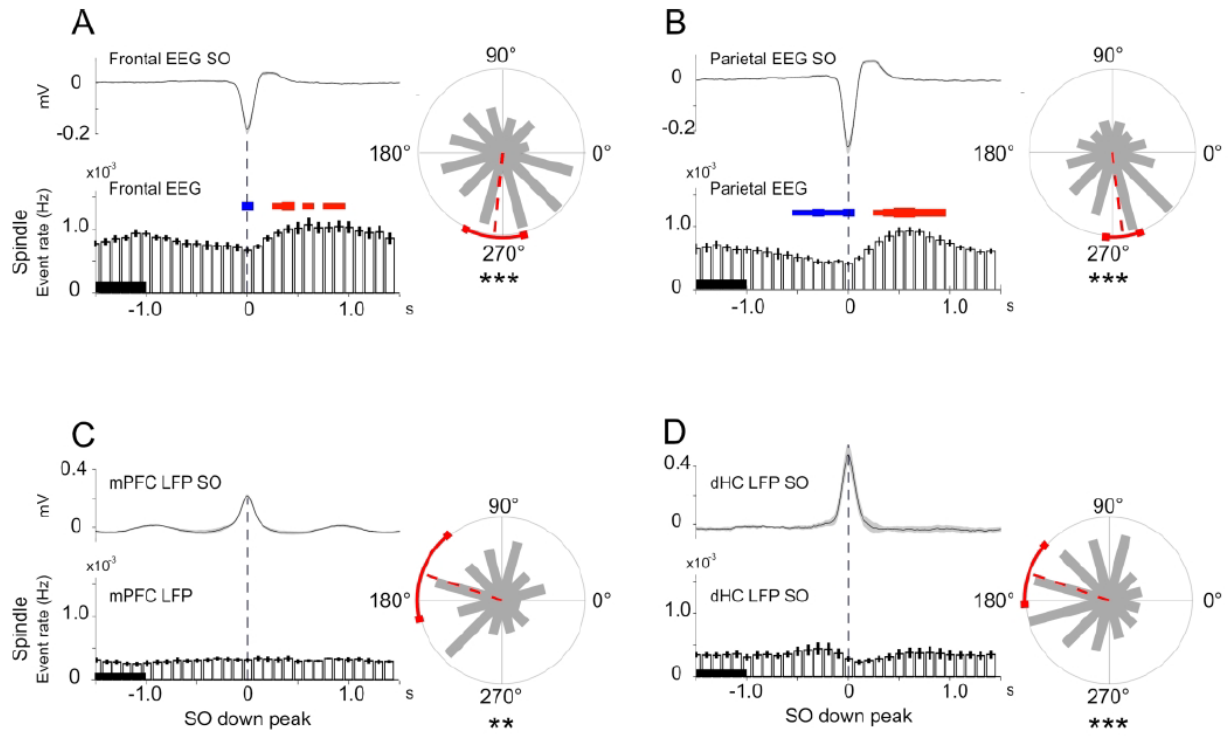 A
Frontal EEG SO
0
mV
-0.2
90°
180°
0°
270°
***
x10⁻³
Frontal EEG
Spindle
Event rate (Hz)
1.0
0
-1.0 0 1.0 s
B
Parietal EEG SO
0
-0.2
90°
180°
0°
270°
***
x10⁻³
Parietal EEG
1.0
0
-1.0 0 1.0 s
C
0.4
mPFC LFP SO
mV
0
90°
180°
0°
270°
**
x10⁻³
mPFC LFP
Spindle
Event rate (Hz)
1.0
0
-1.0 0 1.0 s
SO down peak
D
0.4
dHC LFP SO
0
90°
180°
0°
270°
***
x10⁻³
dHC LFP SO
1.0
0
-1.0 0 1.0 s
SO down peak